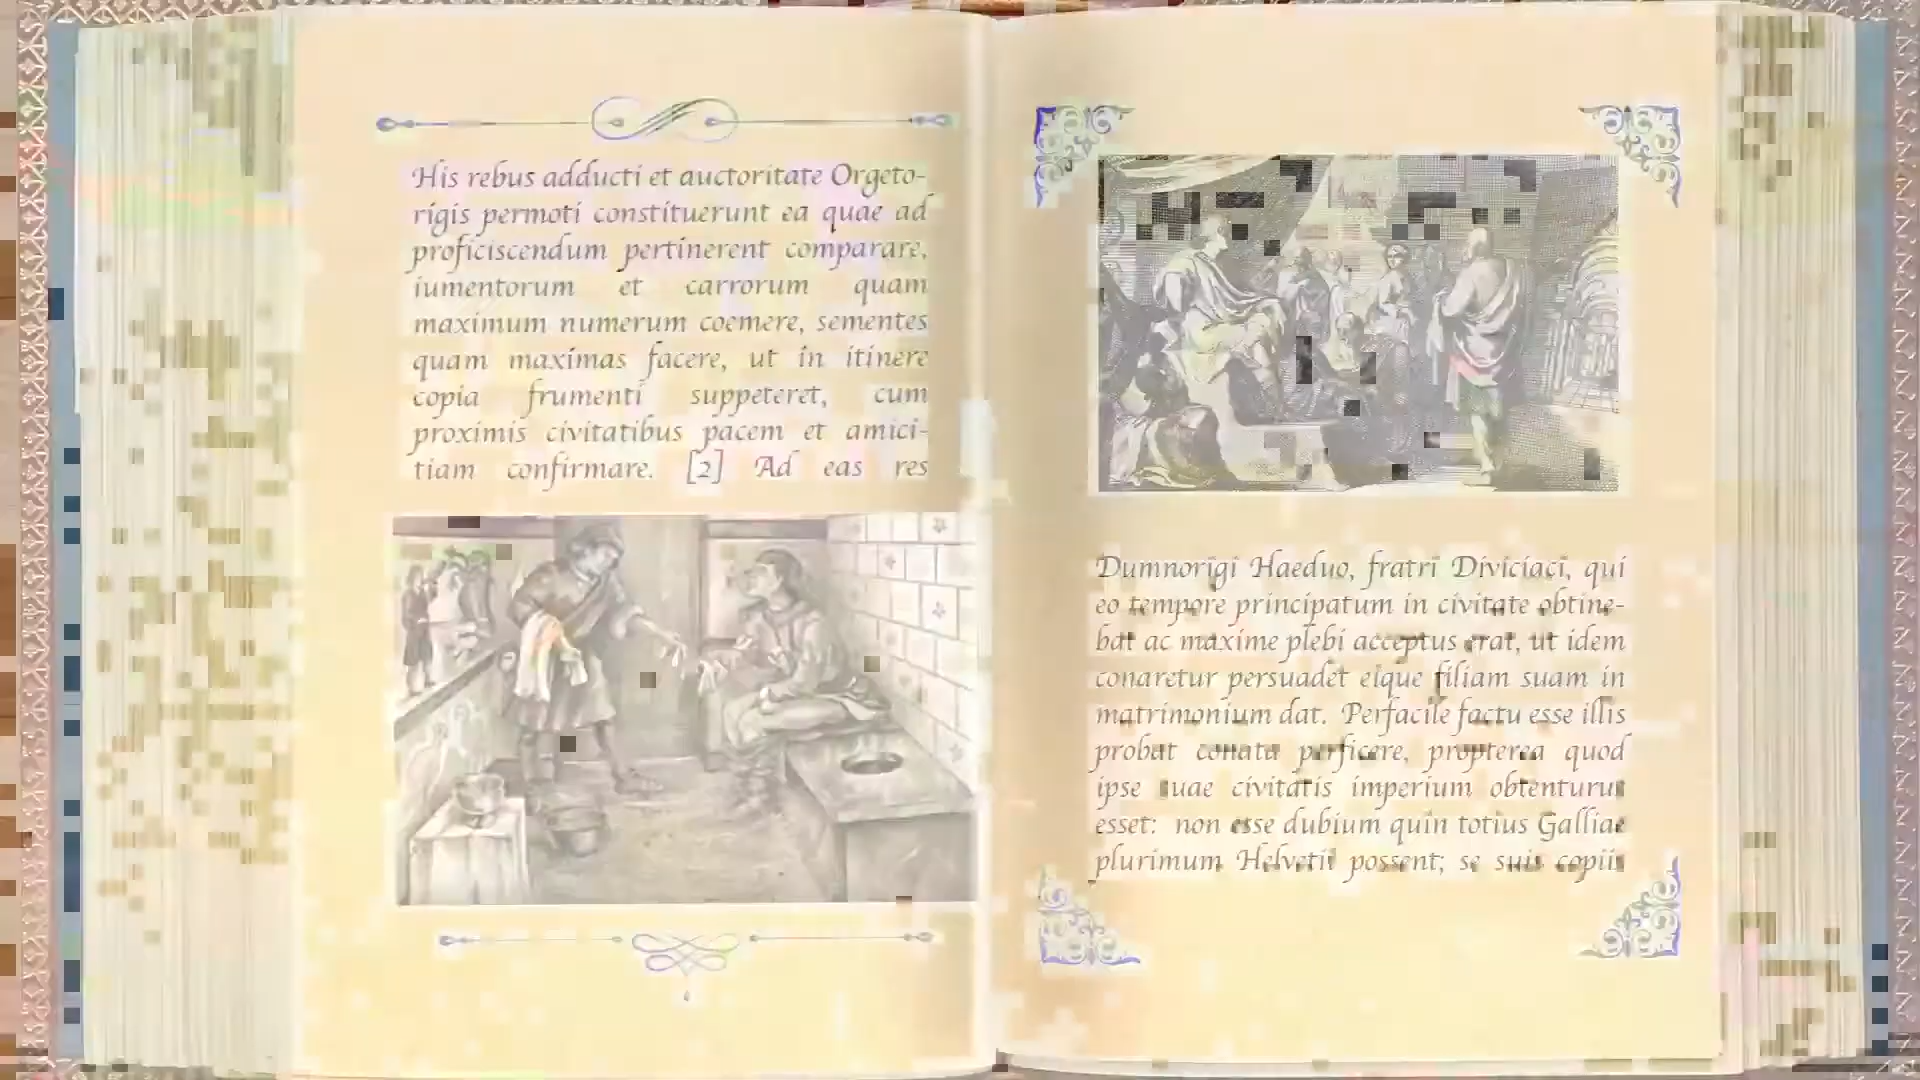 His rebus adducti et auctoritate Orgeto-
rigis permoti constituerunt ea quae ad
proficiscendum pertinerent comparare,
iumentorum et carrorum quam
maximum numerum coemere, sementes
quam maximas facere, ut in itinere
copia frumenti suppeteret, cum
proximis civitatibus pacem et amici-
tiam confirmare. [2] Ad eas res
Dumnorigi Haeduo, fratri Diviciaci, qui
eo tempore principatum in civitate obtine-
bat ac maxime plebi acceptus erat, ut idem
conaretur persuadet eique filiam suam in
matrimonium dat. Perfacile factu esse illis
probat conata perficere, propterea quod
ipse suae civitatis imperium obtenturus
esset: non esse dubium quin totius Galliae
plurimum Helvetii possent; se suis copiis